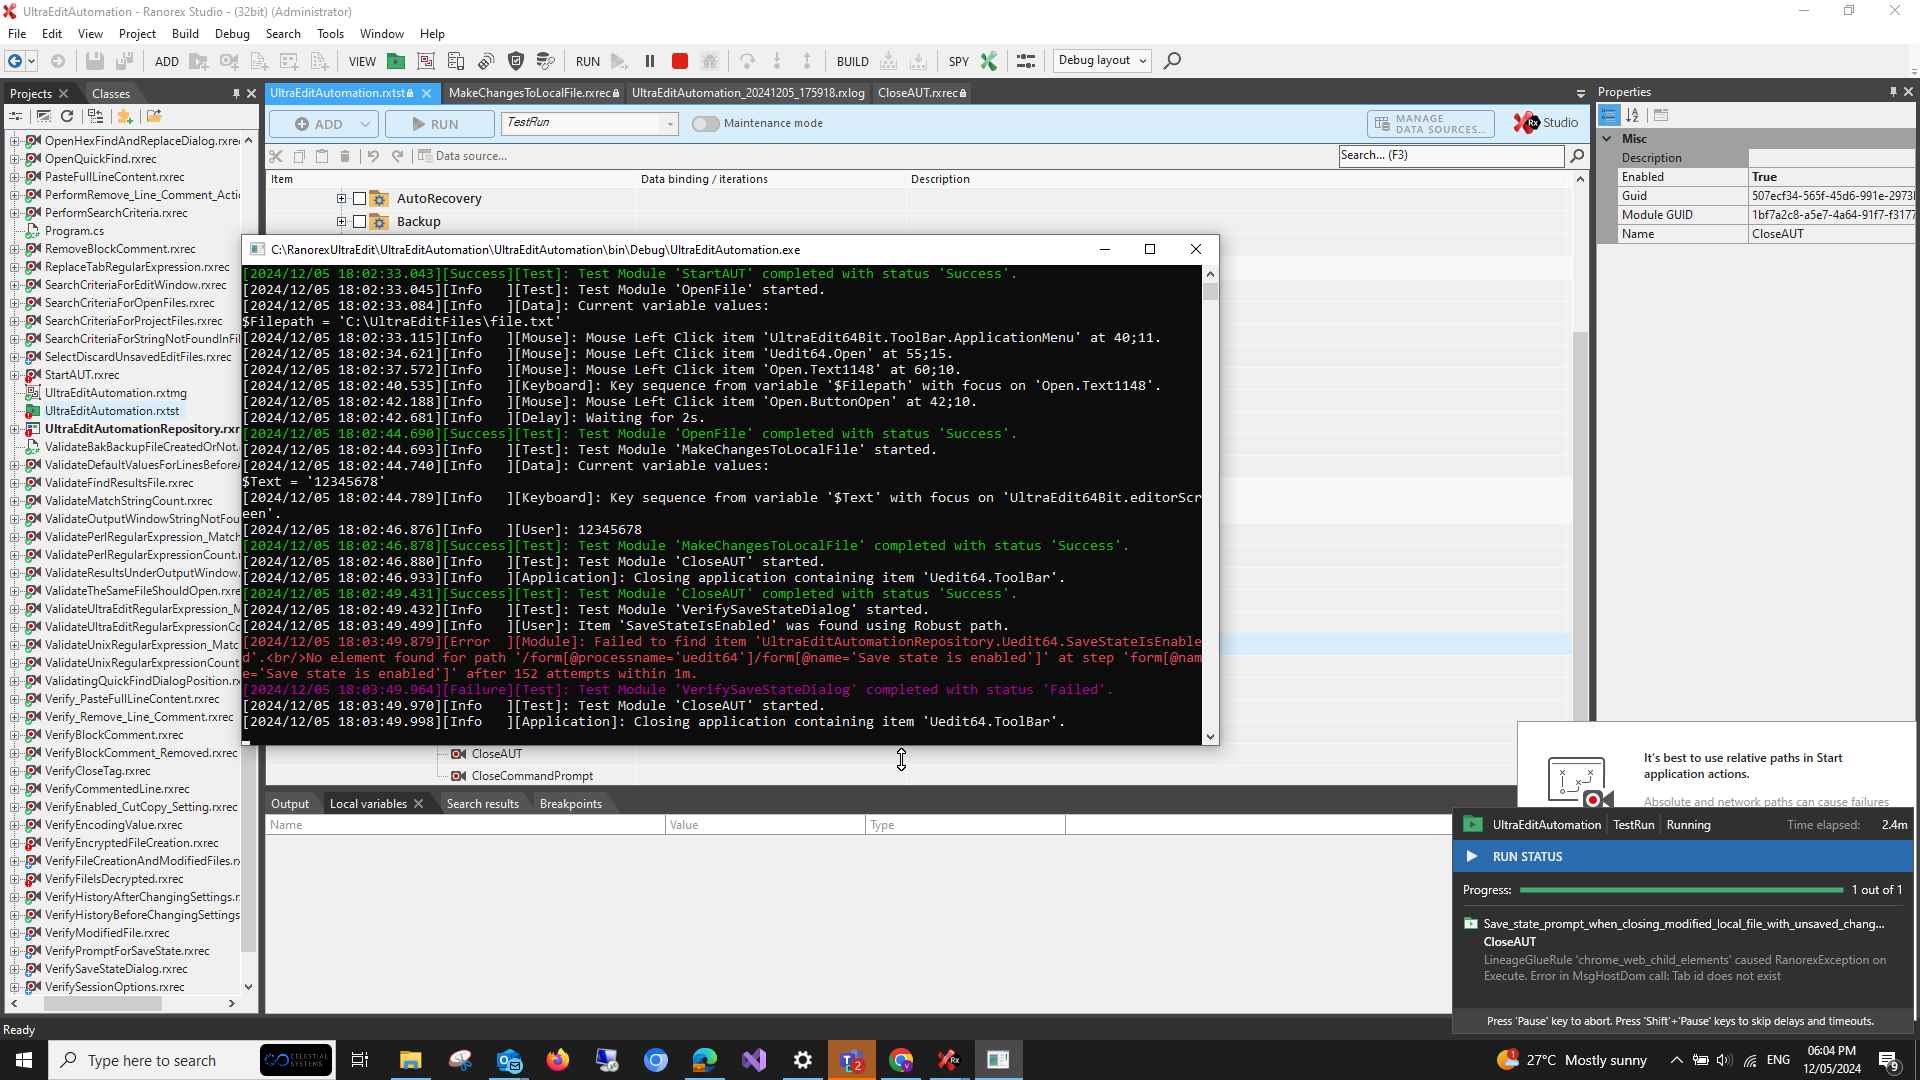 UltraEditAutomation - Ranorex Studio - (32bit) (Administrator)
File Edit View Project Build Debug Search Tools Window Help
ADD VIEW RUN BUILD SPY Debug layout
Projects Classes
UltraEditAutomation.rxtst MakeChangesToLocalFile.rxrec UltraEditAutomation_20241205_175918.rxlog CloseAUT.rxrec
Properties
ADD RUN TestRun Maintenance mode MANAGE DATA SOURCES... Studio
Data source... Search... (F3)
Item Data binding / iterations Description
AutoRecovery
Backup
Misc
Description
Enabled True
Guid 507ecf34-565f-45d6-991e-2973
Module GUID 1bf7a2c8-a5e7-4a64-91f7-f3177
Name CloseAUT
OpenHexFindAndReplaceDialog.rxre
OpenQuickFind.rxrec
PasteFullLineContent.rxrec
PerformRemove_Line_Comment_Acti
PerformSearchCriteria.rxrec
Program.cs
RemoveBlockComment.rxrec
ReplaceTabRegularExpression.rxrec
SearchCriteriaForEditWindow.rxrec
SearchCriteriaForOpenFiles.rxrec
SearchCriteriaForProjectFiles.rxrec
SearchCriteriaForStringNotFoundInFi
SelectDiscardUnsavedEditFiles.rxrec
StartAUT.rxrec
UltraEditAutomation.rxtmg
UltraEditAutomation.rxtst
UltraEditAutomationRepository.rxr
ValidateBakBackupFileCreatedOrNot.
ValidateDefaultValuesForLinesBefore
ValidateFindResultsFile.rxrec
ValidateMatchStringCount.rxrec
ValidateOutputWindowStringNotFou
ValidatePerlRegularExpression_Match
ValidatePerlRegularExpressionCount.
ValidateResultsUnderOutputWindow.
ValidateTheSameFileShouldOpen.rxrec
ValidateUltraEditRegularExpression_M
ValidateUltraEditRegularExpressionCo
ValidateUnixRegularExpression_Matc
ValidateUnixRegularExpressionCount
ValidatingQuickFindDialogPosition.rx
Verify_PasteFullLineContent.rxrec
Verify_Remove_Line_Comment.rxrec
VerifyBlockComment.rxrec
VerifyBlockComment_Removed.rxrec
VerifyCloseTag.rxrec
VerifyCommentedLine.rxrec
VerifyEnabled_CutCopy_Setting.rxrec
VerifyEncodingValue.rxrec
VerifyEncryptedFileCreation.rxrec
VerifyFileCreationAndModifiedFiles.rx
VerifyFileIsDecrypted.rxrec
VerifyHistoryAfterChangingSettings.r
VerifyHistoryBeforeChangingSettings
VerifyModifiedFile.rxrec
VerifyPromptForSaveState.rxrec
VerifySaveStateDialog.rxrec
VerifySessionOptions.rxrec
C:\RanorexUltraEdit\UltraEditAutomation\UltraEditAutomation\bin\Debug\UltraEditAutomation.exe
[2024/12/05 18:02:33.043][Success][Test]: Test Module 'StartAUT' completed with status 'Success'.
[2024/12/05 18:02:33.045][Info   ][Test]: Test Module 'OpenFile' started.
[2024/12/05 18:02:33.084][Info   ][Data]: Current variable values:
$Filepath = 'C:\UltraEditFiles\file.txt'
[2024/12/05 18:02:33.115][Info   ][Mouse]: Mouse Left Click item 'UltraEdit64Bit.ToolBar.ApplicationMenu' at 40;11.
[2024/12/05 18:02:34.621][Info   ][Mouse]: Mouse Left Click item 'Uedit64.Open' at 55;15.
[2024/12/05 18:02:37.572][Info   ][Mouse]: Mouse Left Click item 'Open.Text1148' at 60;10.
[2024/12/05 18:02:40.535][Info   ][Keyboard]: Key sequence from variable '$Filepath' with focus on 'Open.Text1148'.
[2024/12/05 18:02:42.188][Info   ][Mouse]: Mouse Left Click item 'Open.ButtonOpen' at 42;10.
[2024/12/05 18:02:42.681][Info   ][Delay]: Waiting for 2s.
[2024/12/05 18:02:44.690][Success][Test]: Test Module 'OpenFile' completed with status 'Success'.
[2024/12/05 18:02:44.693][Info   ][Test]: Test Module 'MakeChangesToLocalFile' started.
[2024/12/05 18:02:44.740][Info   ][Data]: Current variable values:
$Text = '12345678'
[2024/12/05 18:02:44.789][Info   ][Keyboard]: Key sequence from variable '$Text' with focus on 'UltraEdit64Bit.editorScr
een'.
[2024/12/05 18:02:46.876][Info   ][User]: 12345678
[2024/12/05 18:02:46.878][Success][Test]: Test Module 'MakeChangesToLocalFile' completed with status 'Success'.
[2024/12/05 18:02:46.880][Info   ][Test]: Test Module 'CloseAUT' started.
[2024/12/05 18:02:46.933][Info   ][Application]: Closing application containing item 'Uedit64.ToolBar'.
[2024/12/05 18:02:49.431][Success][Test]: Test Module 'CloseAUT' completed with status 'Success'.
[2024/12/05 18:02:49.432][Info   ][Test]: Test Module 'VerifySaveStateDialog' started.
[2024/12/05 18:02:49.499][Info   ][User]: Item 'SaveStateIsEnabled' was found using Robust path.
[2024/12/05 18:03:49.879][Error  ][Module]: Failed to find item 'UltraEditAutomationRepository.Uedit64.SaveStateIsEnable
d'.<br/>No element found for path '/form[@processname='uedit64']/form[@name='Save state is enabled']' at step 'form[@nam
e='Save state is enabled']' after 152 attempts within 1m.
[2024/12/05 18:03:49.964][Failure][Test]: Test Module 'VerifySaveStateDialog' completed with status 'Failed'.
[2024/12/05 18:03:49.970][Info   ][Test]: Test Module 'CloseAUT' started.
[2024/12/05 18:03:49.998][Info   ][Application]: Closing application containing item 'Uedit64.ToolBar'.
CloseAUT
CloseCommandPrompt
Output Local variables Search results Breakpoints
Name Value Type
It's best to use relative paths in Start
application actions.
Absolute and network paths can cause failures
UltraEditAutomation TestRun Running Time elapsed: 2.4m
RUN STATUS
Progress: 1 out of 1
Save_state_prompt_when_closing_modified_local_file_with_unsaved_chang...
CloseAUT
LineageGlueRule 'chrome_web_child_elements' caused RanorexException on
Execute. Error in MsgHostDom call: Tab id does not exist
Press 'Pause' key to abort. Press 'Shift'+'Pause' keys to skip delays and timeouts.
Ready
Type here to search
CELESTIAL SYSTEMS
27°C Mostly sunny ENG
06:04 PM
12/05/2024
9